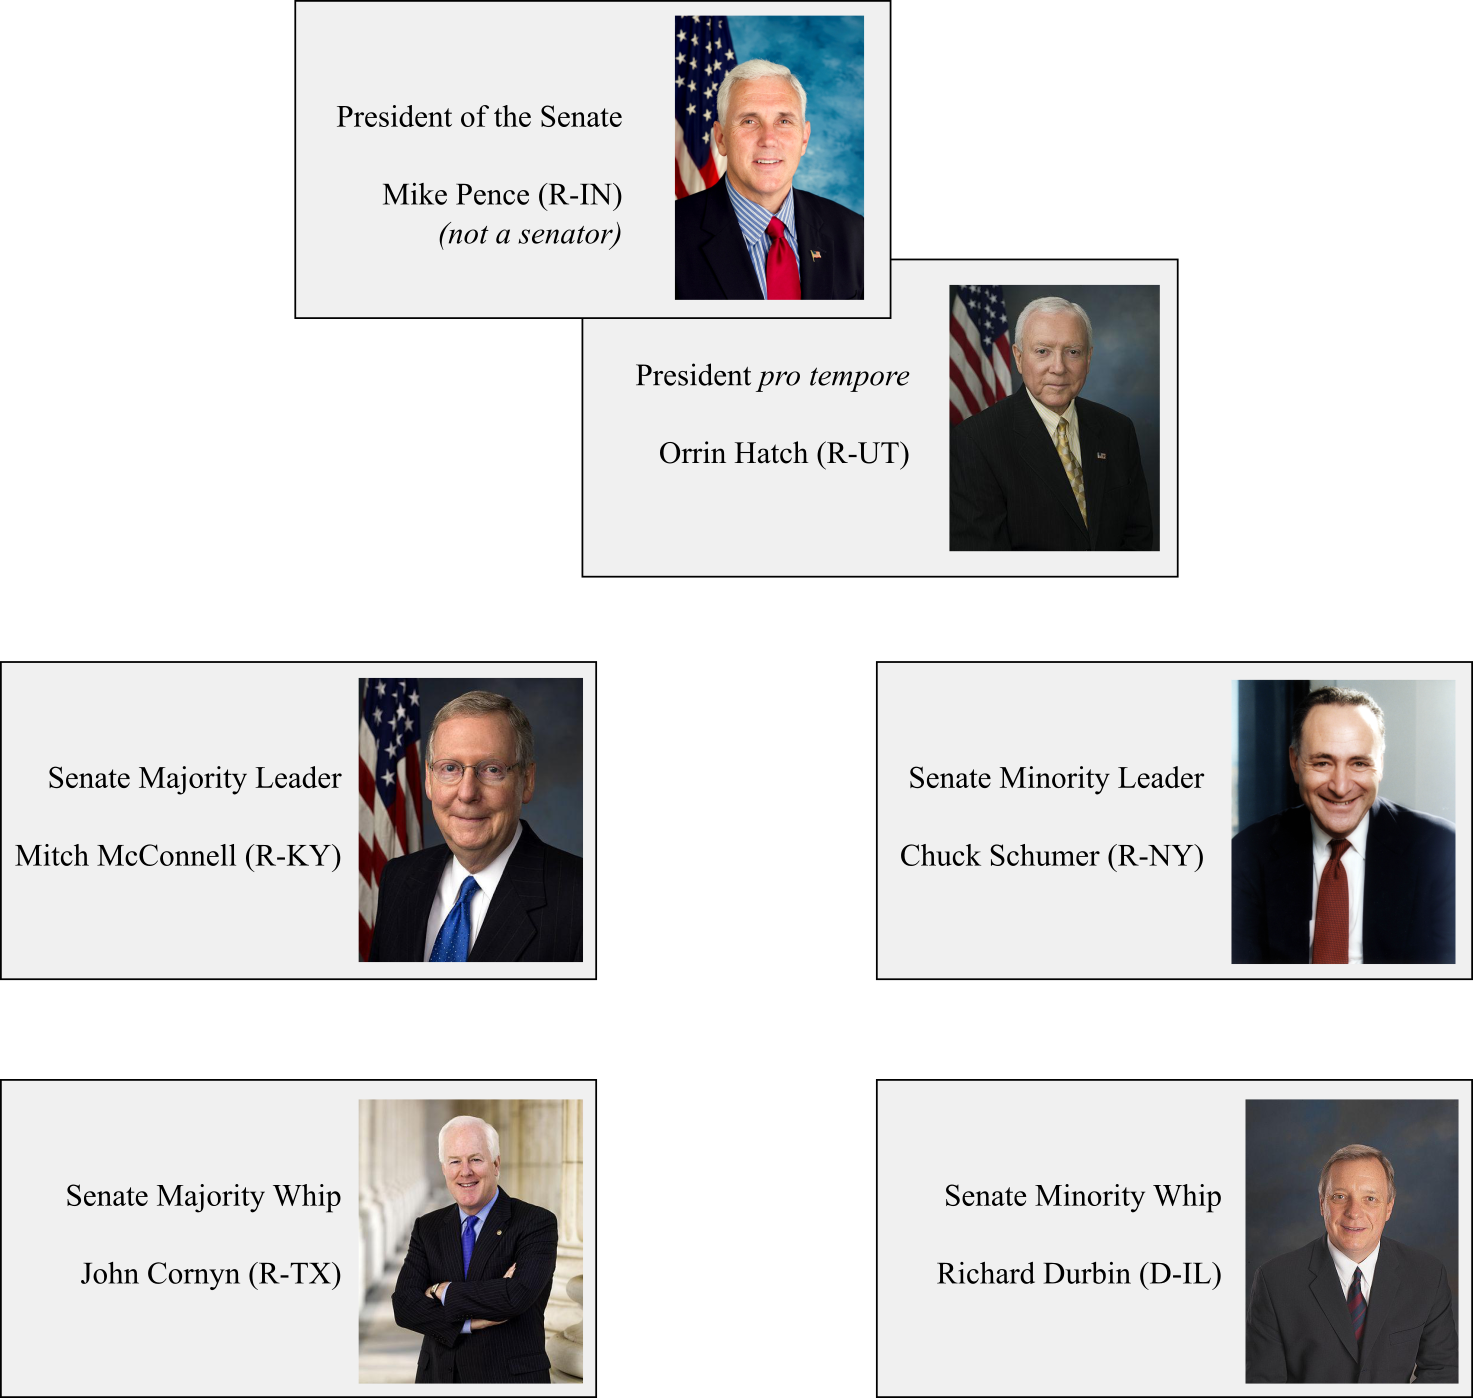 President of the Senate
Mike Pence (R-IN)
(not a senator)
President pro tempore
Orrin Hatch (R-UT)
Senate Majority Leader
Mitch McConnell (R-KY)
Senate Minority Leader
Chuck Schumer (R-NY)
Senate Majority Whip
John Cornyn (R-TX)
Senate Minority Whip
Richard Durbin (D-IL)